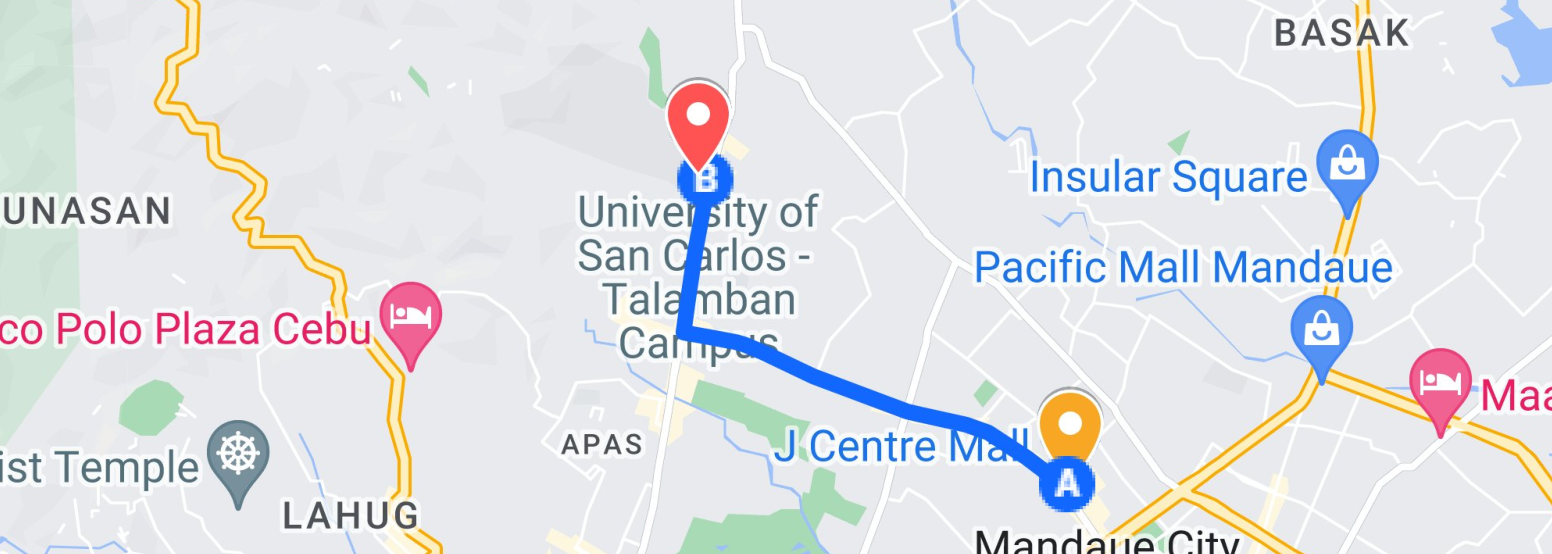 BASAK
B
Insular Square
UNASAN
University of
San Carlos -
Talamban
Campus
Pacific Mall Mandaue
co Polo Plaza Cebu
Maa
APAS
J Centre Mall
ist Temple
A
LAHUG
Mandaue City